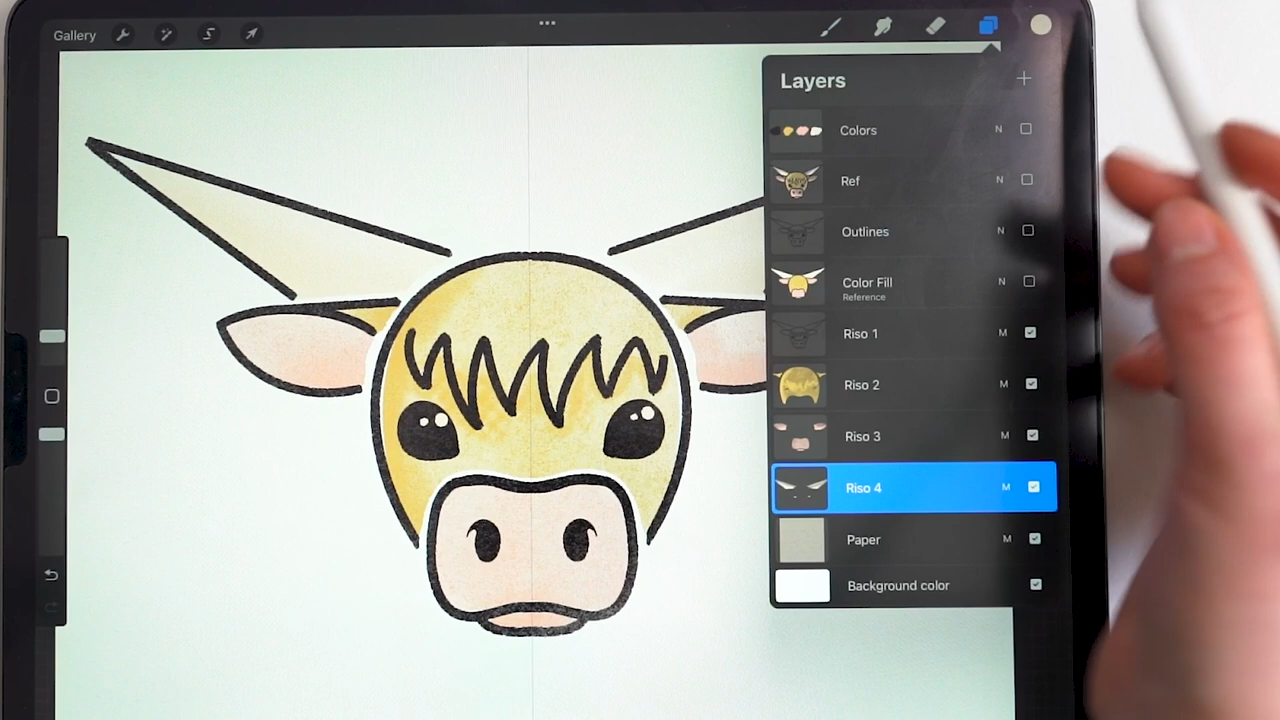 Gallery
Layers
Colors N
Ref N
Outlines N
Color Fill N
Reference
Riso 1 M
Riso 2 M
Riso 3 M
Riso 4 M
Paper M
Background color